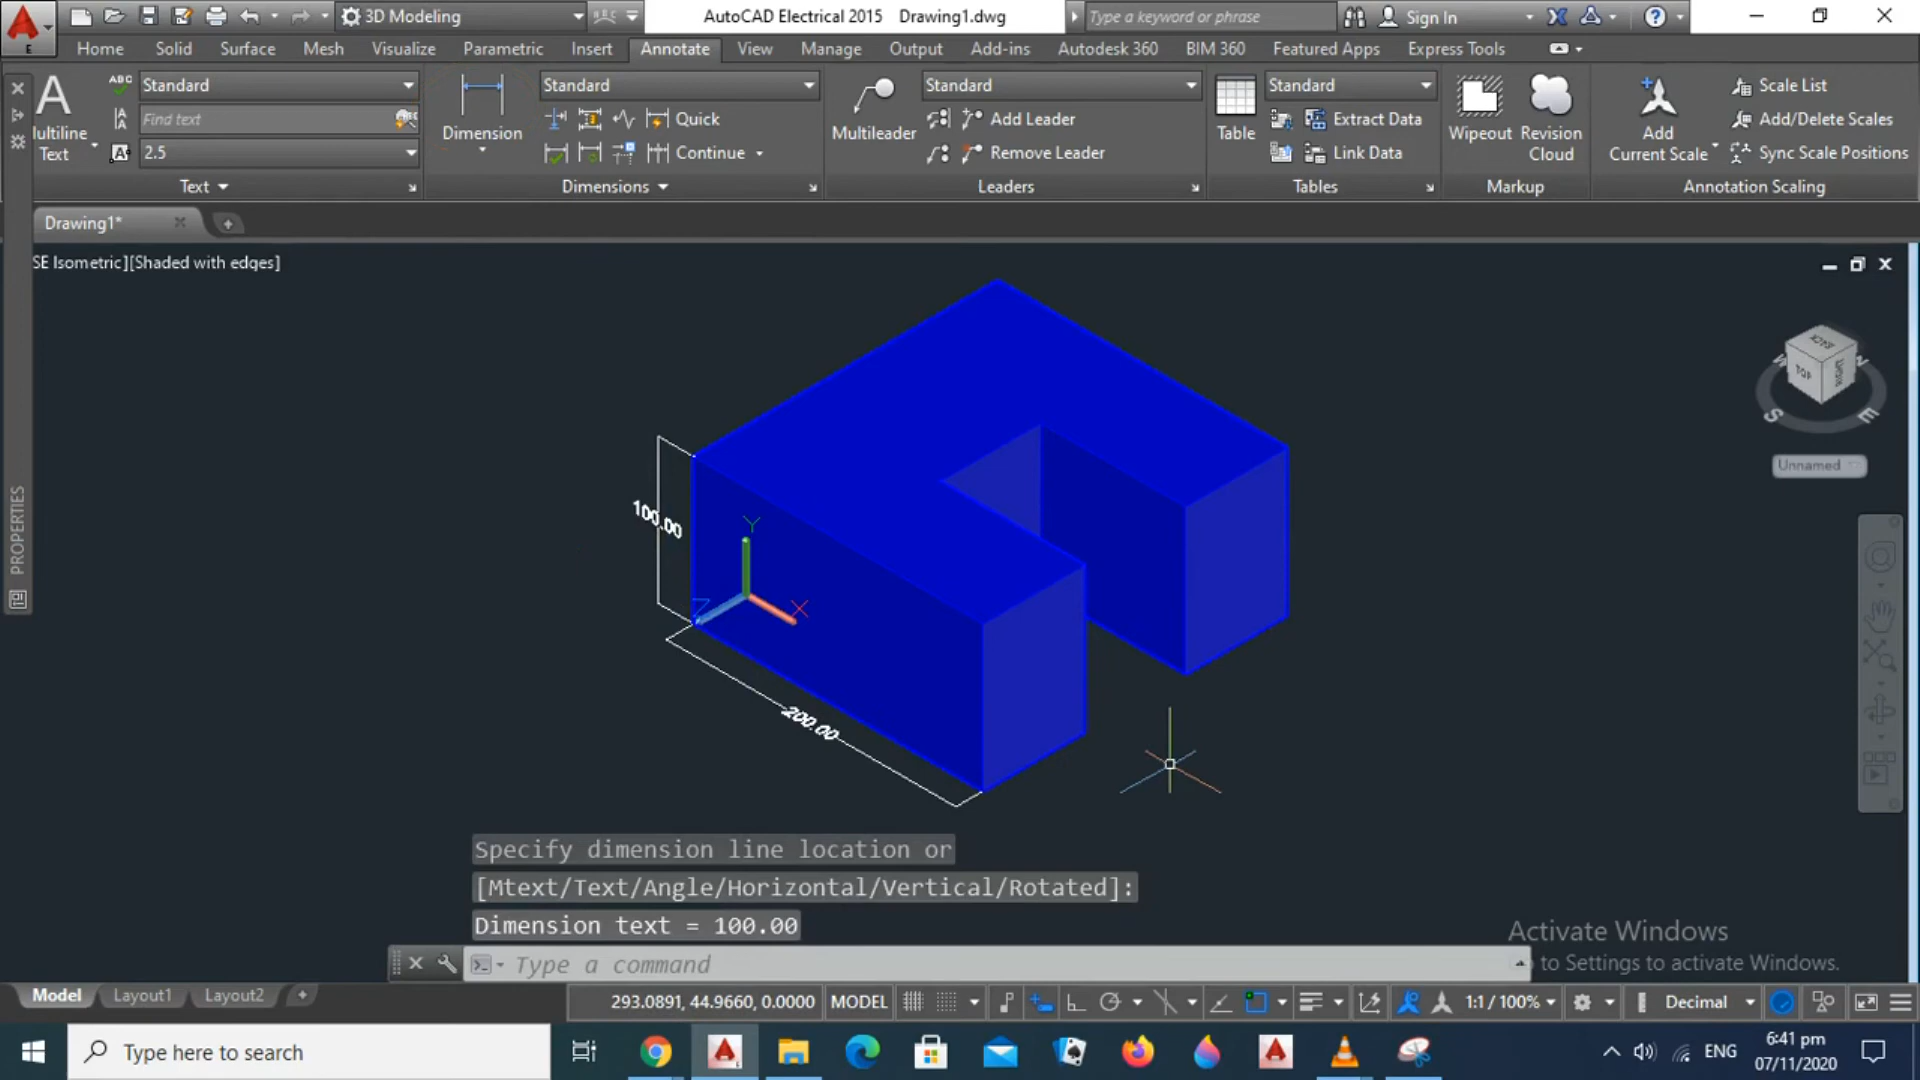 3D Modeling
AutoCAD Electrical 2015 Drawing1.dwg
Type a keyword or phrase
Sign In
E
Home Solid Surface Mesh Visualize Parametric Insert Annotate View Manage Output Add-ins Autodesk 360 BIM 360 Featured Apps Express Tools
A
ultiline
Text
ABC
Standard
Find text
2.5
Text
Dimension
Standard
Quick
Continue
Dimensions
Multileader
Standard
Add Leader
Remove Leader
Leaders
Table
Standard
Extract Data
Link Data
Tables
Wipeout
Revision
Cloud
Markup
Add
Current Scale
Scale List
Add/Delete Scales
Sync Scale Positions
Annotation Scaling
Drawing1*
SE Isometric][Shaded with edges]
PROPERTIES
BACK
TOP
RIGHT
S
E
Unnamed
100.00
Y
Z
X
200.00
Specify dimension line location or
[Mtext/Text/Angle/Horizontal/Vertical/Rotated]:
Dimension text = 100.00
Type a command
Activate Windows
to Settings to activate Windows.
Model Layout1 Layout2
293.0891, 44.9660, 0.0000 MODEL 1:1 / 100% Decimal
Type here to search
ENG
6:41 pm
07/11/2020